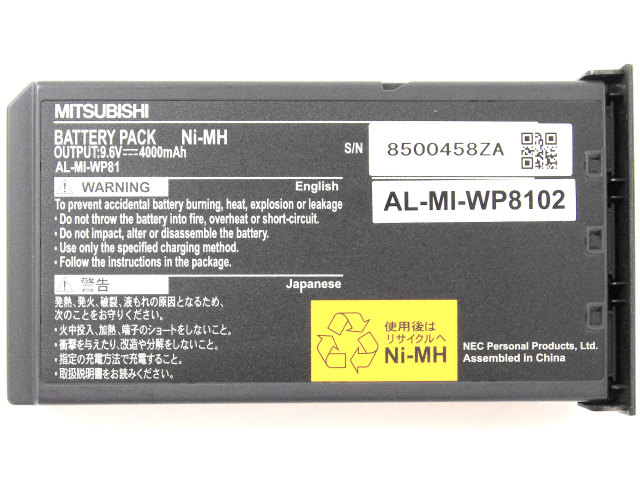 MITSUBISHI
BATTERY PACK Ni-MH
OUTPUT:9.6V⎓4000mAh
AL-MI-WP81
S/N 8500458ZA
AL-MI-WP8102
WARNING English
To prevent accidental battery burning, heat, explosion or leakage
・Do not throw the battery into fire, overheat or short-circuit.
・Do not impact, alter or disassemble the battery.
・Use only the specified charging method.
・Follow the instructions in the package.
警告 Japanese
発熱、発火、破裂、液もれの原因となるため、
次のことをお守りください。
・火中投入、加熱、端子のショートをしないこと。
・衝撃を与えたり、改造や分解をしないこと。
・指定の充電方法で充電すること。
・取扱説明書をお読みください。
使用後は
リサイクルへ
Ni-MH
NEC Personal Products, Ltd.
Assembled in China